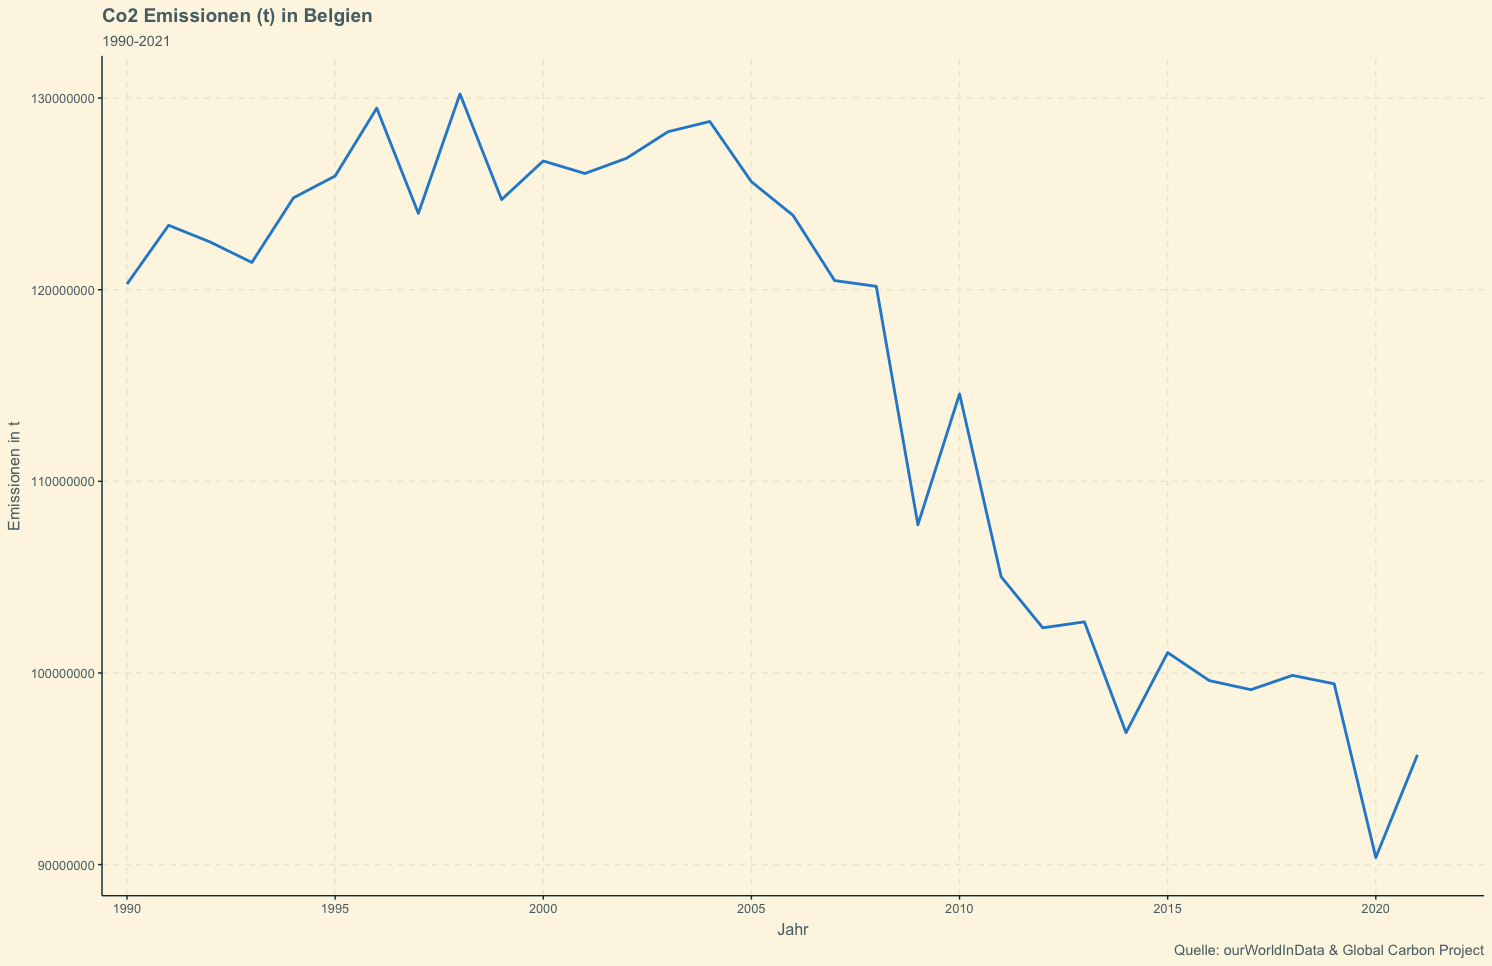 Co2 Emissionen (t) in Belgien
1990-2021
130000000
120000000
110000000
100000000
90000000
Emissionen in t
1990 1995 2000 2005 2010 2015 2020
Jahr
Quelle: ourWorldInData & Global Carbon Project